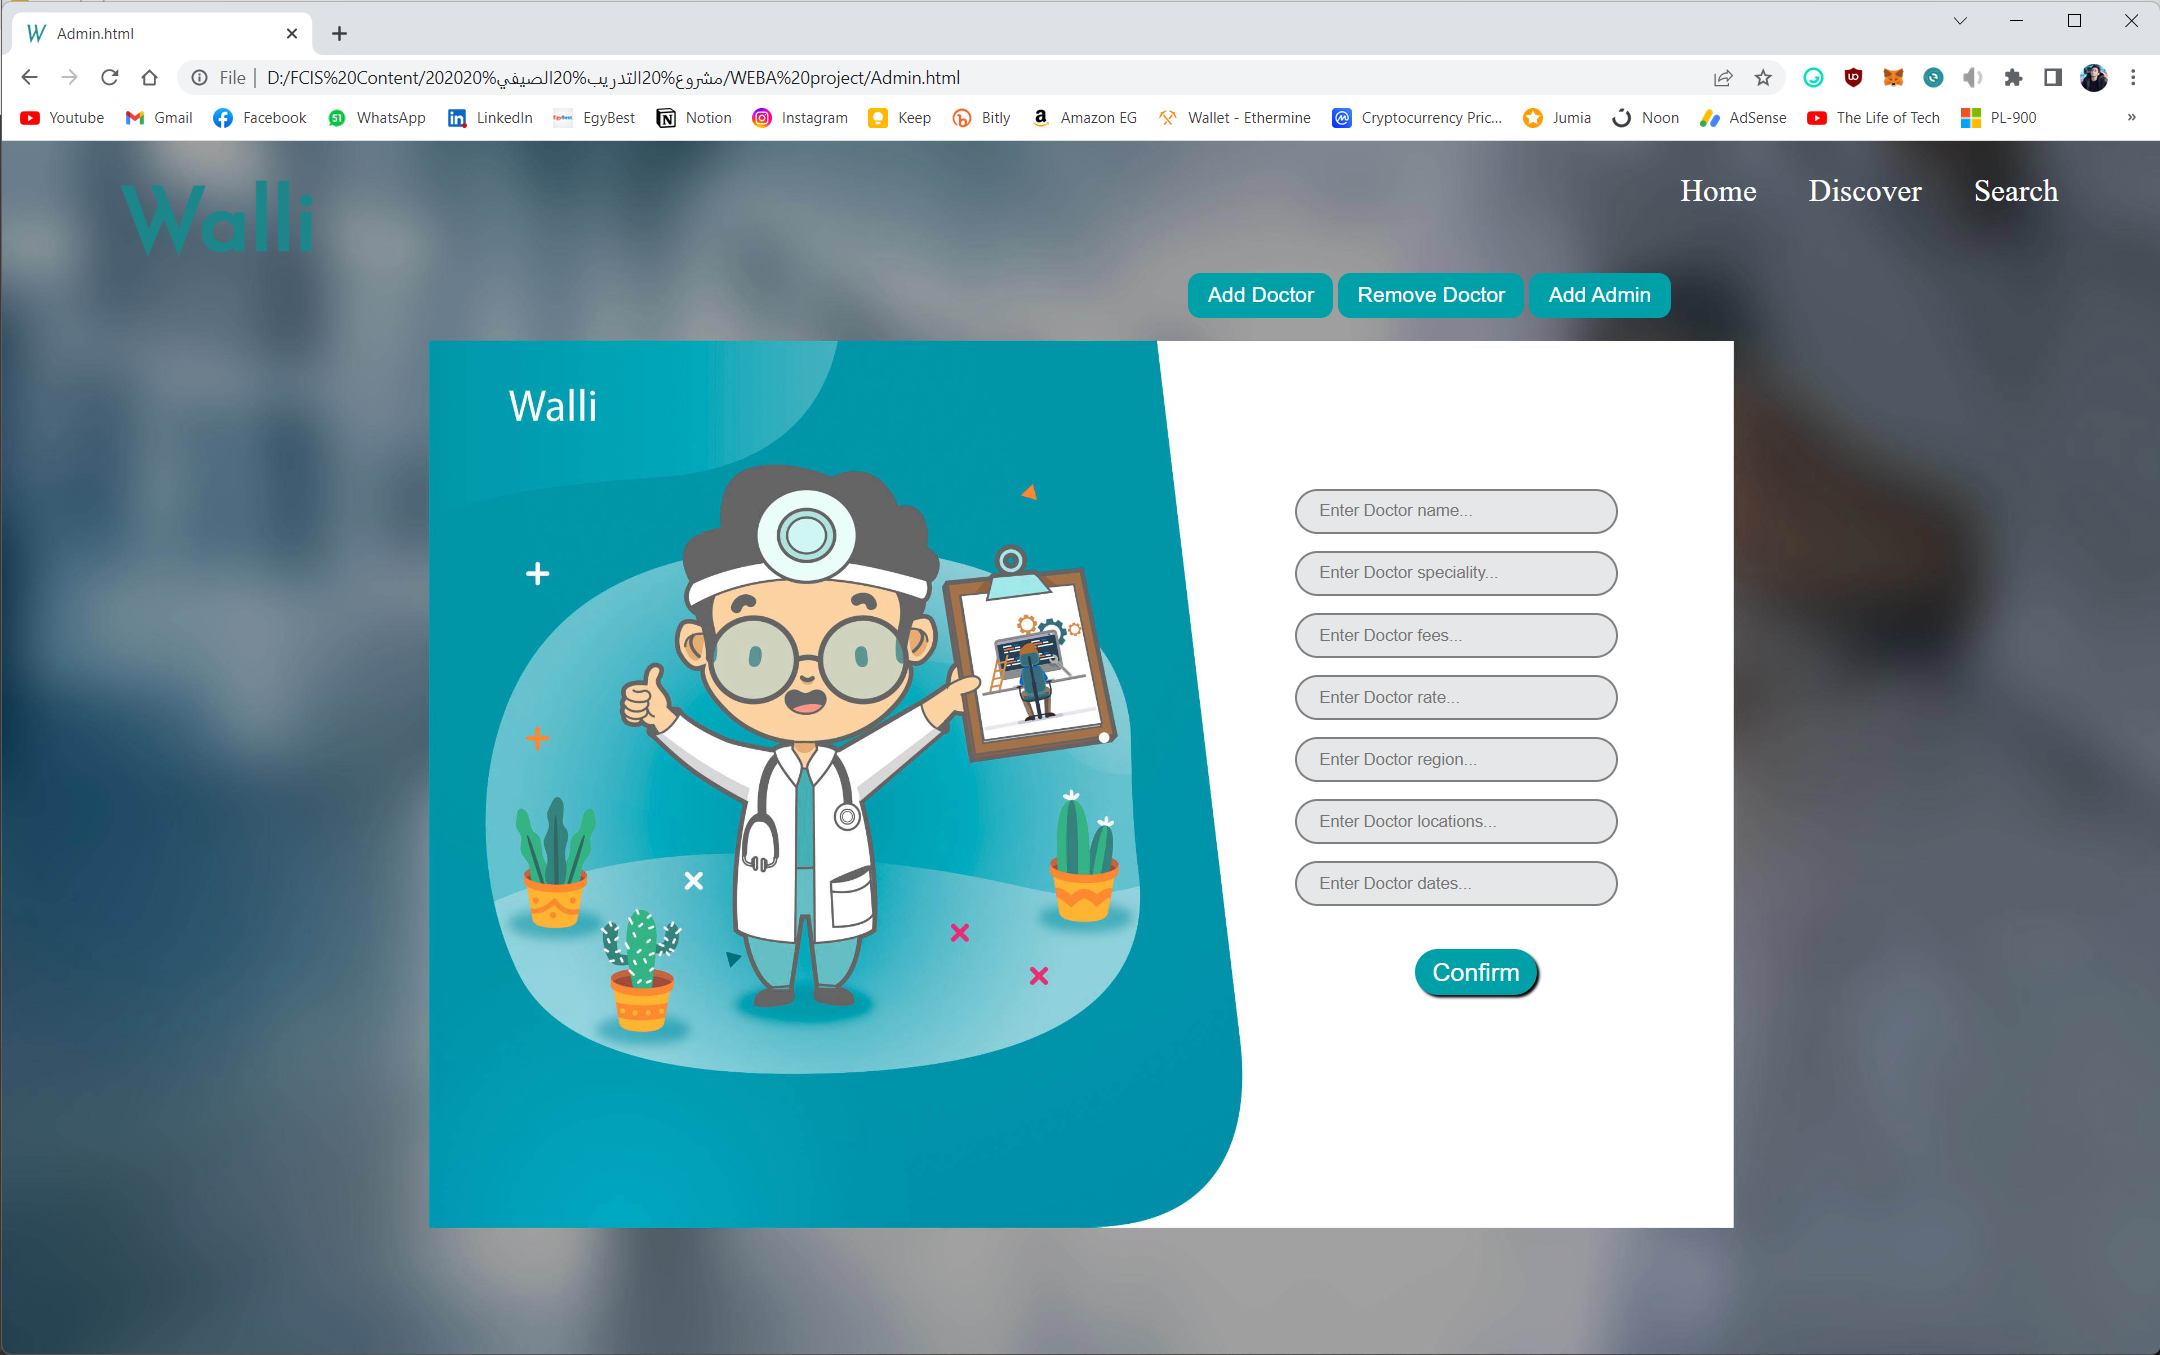 Admin.html
File | D:/FCIS%20Content/202020%مشروع%20التدريب%20الصيفي/WEBA%20project/Admin.html
Youtube Gmail Facebook WhatsApp LinkedIn EgyBest Notion Instagram Keep Bitly Amazon EG Wallet - Ethermine Cryptocurrency Pric... Jumia Noon AdSense The Life of Tech PL-900 »
Walli
Home Discover Search
Add Doctor Remove Doctor Add Admin
Walli
Enter Doctor name...
Enter Doctor speciality...
Enter Doctor fees...
Enter Doctor rate...
Enter Doctor region...
Enter Doctor locations...
Enter Doctor dates...
Confirm